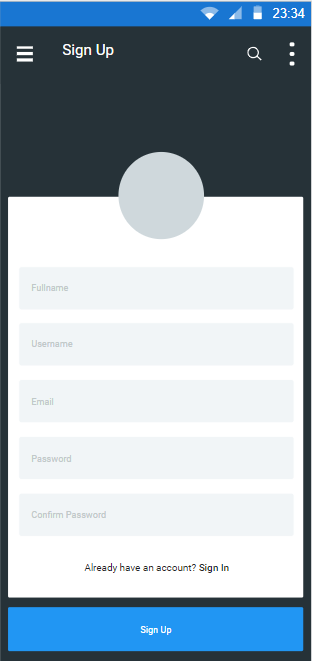 23:34
Sign Up
Fullname
Username
Email
Password
Confirm Password
Already have an account? Sign In
Sign Up